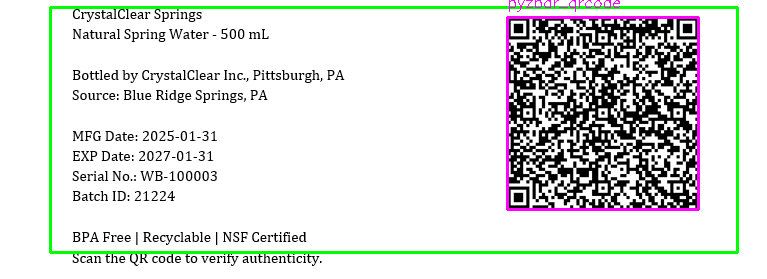 pyzbar_qrcode
CrystalClear Springs
Natural Spring Water - 500 mL
Bottled by CrystalClear Inc., Pittsburgh, PA
Source: Blue Ridge Springs, PA
MFG Date: 2025-01-31
EXP Date: 2027-01-31
Serial No.: WB-100003
Batch ID: 21224
BPA Free | Recyclable | NSF Certified
Scan the QR code to verify authenticity.